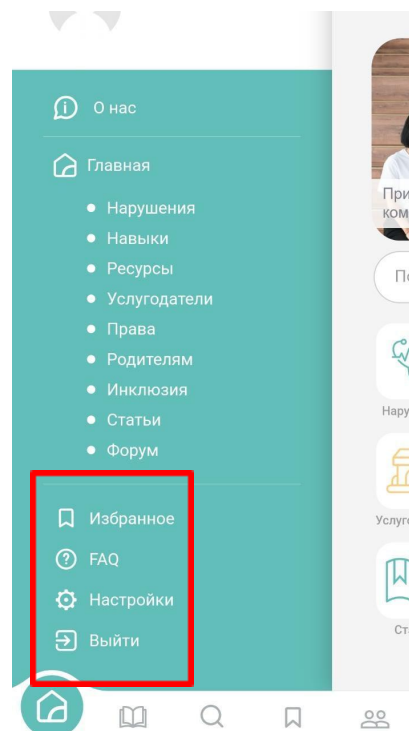 О нас
Главная
Нарушения
Навыки
Ресурсы
Услугодатели
Права
Родителям
Инклюзия
Статьи
Форум
Избранное
FAQ
Настройки
Выйти